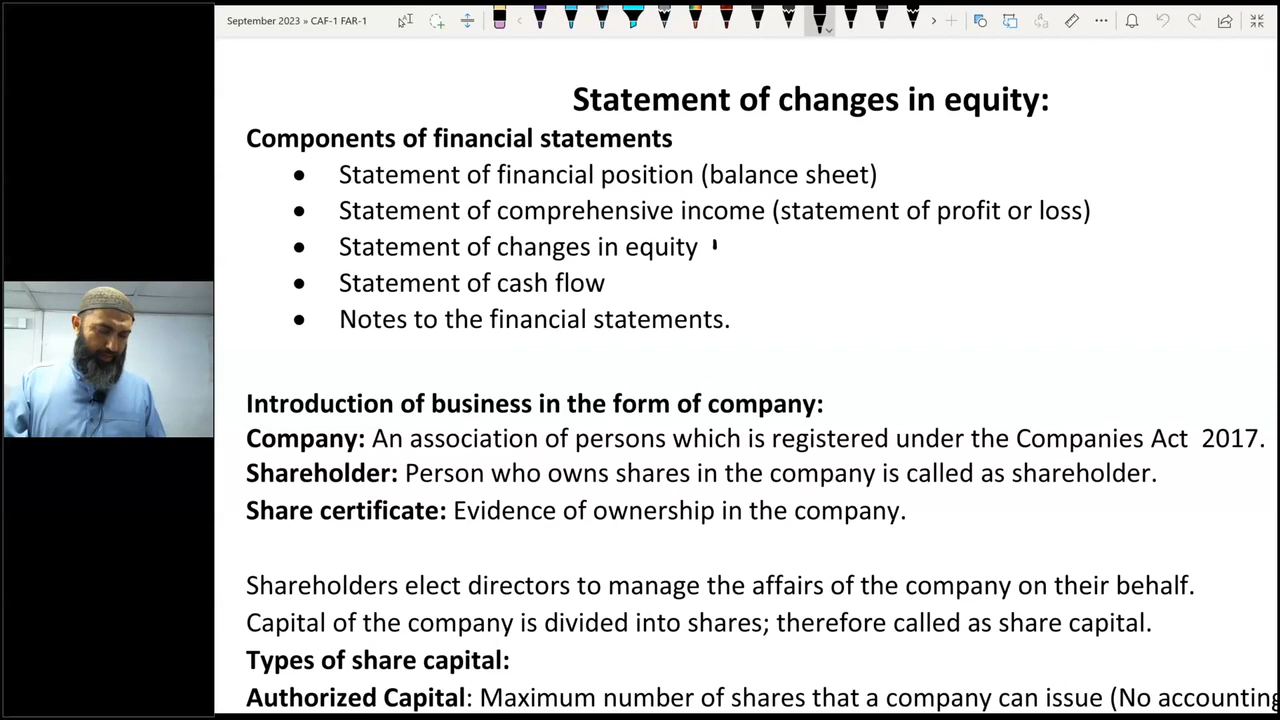 September 2023 » CAF-1 FAR-1
Statement of changes in equity:
Components of financial statements
• Statement of financial position (balance sheet)
• Statement of comprehensive income (statement of profit or loss)
• Statement of changes in equity
• Statement of cash flow
• Notes to the financial statements.
Introduction of business in the form of company:
Company: An association of persons which is registered under the Companies Act 2017.
Shareholder: Person who owns shares in the company is called as shareholder.
Share certificate: Evidence of ownership in the company.
Shareholders elect directors to manage the affairs of the company on their behalf.
Capital of the company is divided into shares; therefore called as share capital.
Types of share capital:
Authorized Capital: Maximum number of shares that a company can issue (No accounting